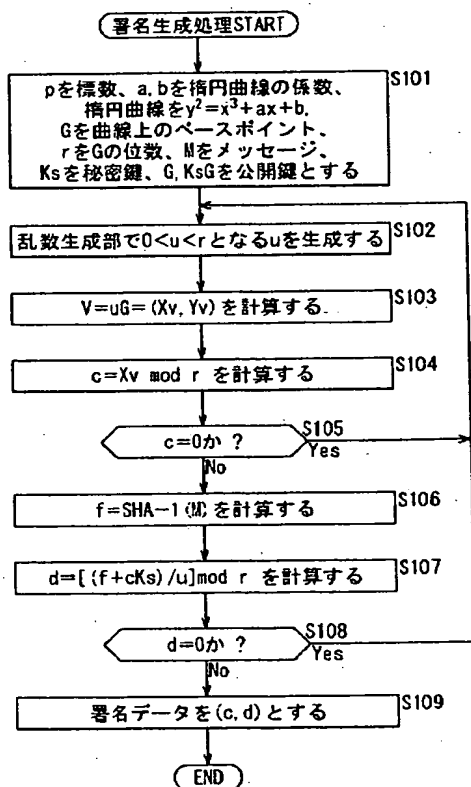 署名生成処理START
S101
pを標数、a,bを楕円曲線の係数、
楕円曲線をy²=x³+ax+b、
Gを曲線上のベースポイント、
rをGの位数、Mをメッセージ、
Ksを秘密鍵、G,KsGを公開鍵とする
乱数生成部で0<u<rとなるuを生成する
S102
V=uG=(Xv,Yv)を計算する
S103
c=Xv mod r を計算する
S104
c=0か ?
S105
Yes
No
f=SHA-1(M)を計算する
S106
d=[(f+cKs)/u]mod r を計算する
S107
d=0か ?
S108
Yes
No
署名データを(c,d)とする
S109
END